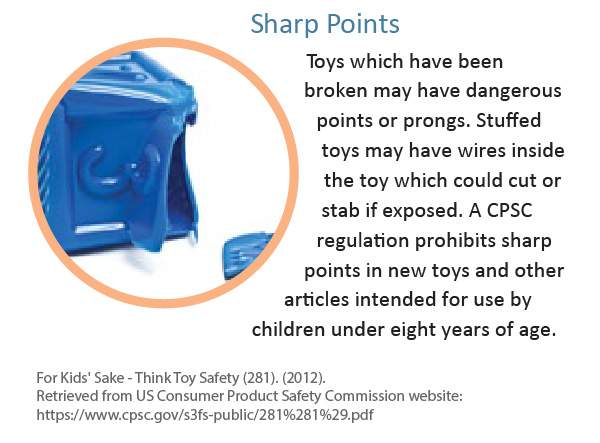 Sharp Points
Toys which have been
broken may have dangerous
points or prongs. Stuffed
toys may have wires inside
the toy which could cut or
stab if exposed. A CPSC
regulation prohibits sharp
points in new toys and other
articles intended for use by
children under eight years of age.
For Kids' Sake - Think Toy Safety (281). (2012).
Retrieved from US Consumer Product Safety Commission website:
https://www.cpsc.gov/s3fs-public/281%281%29.pdf